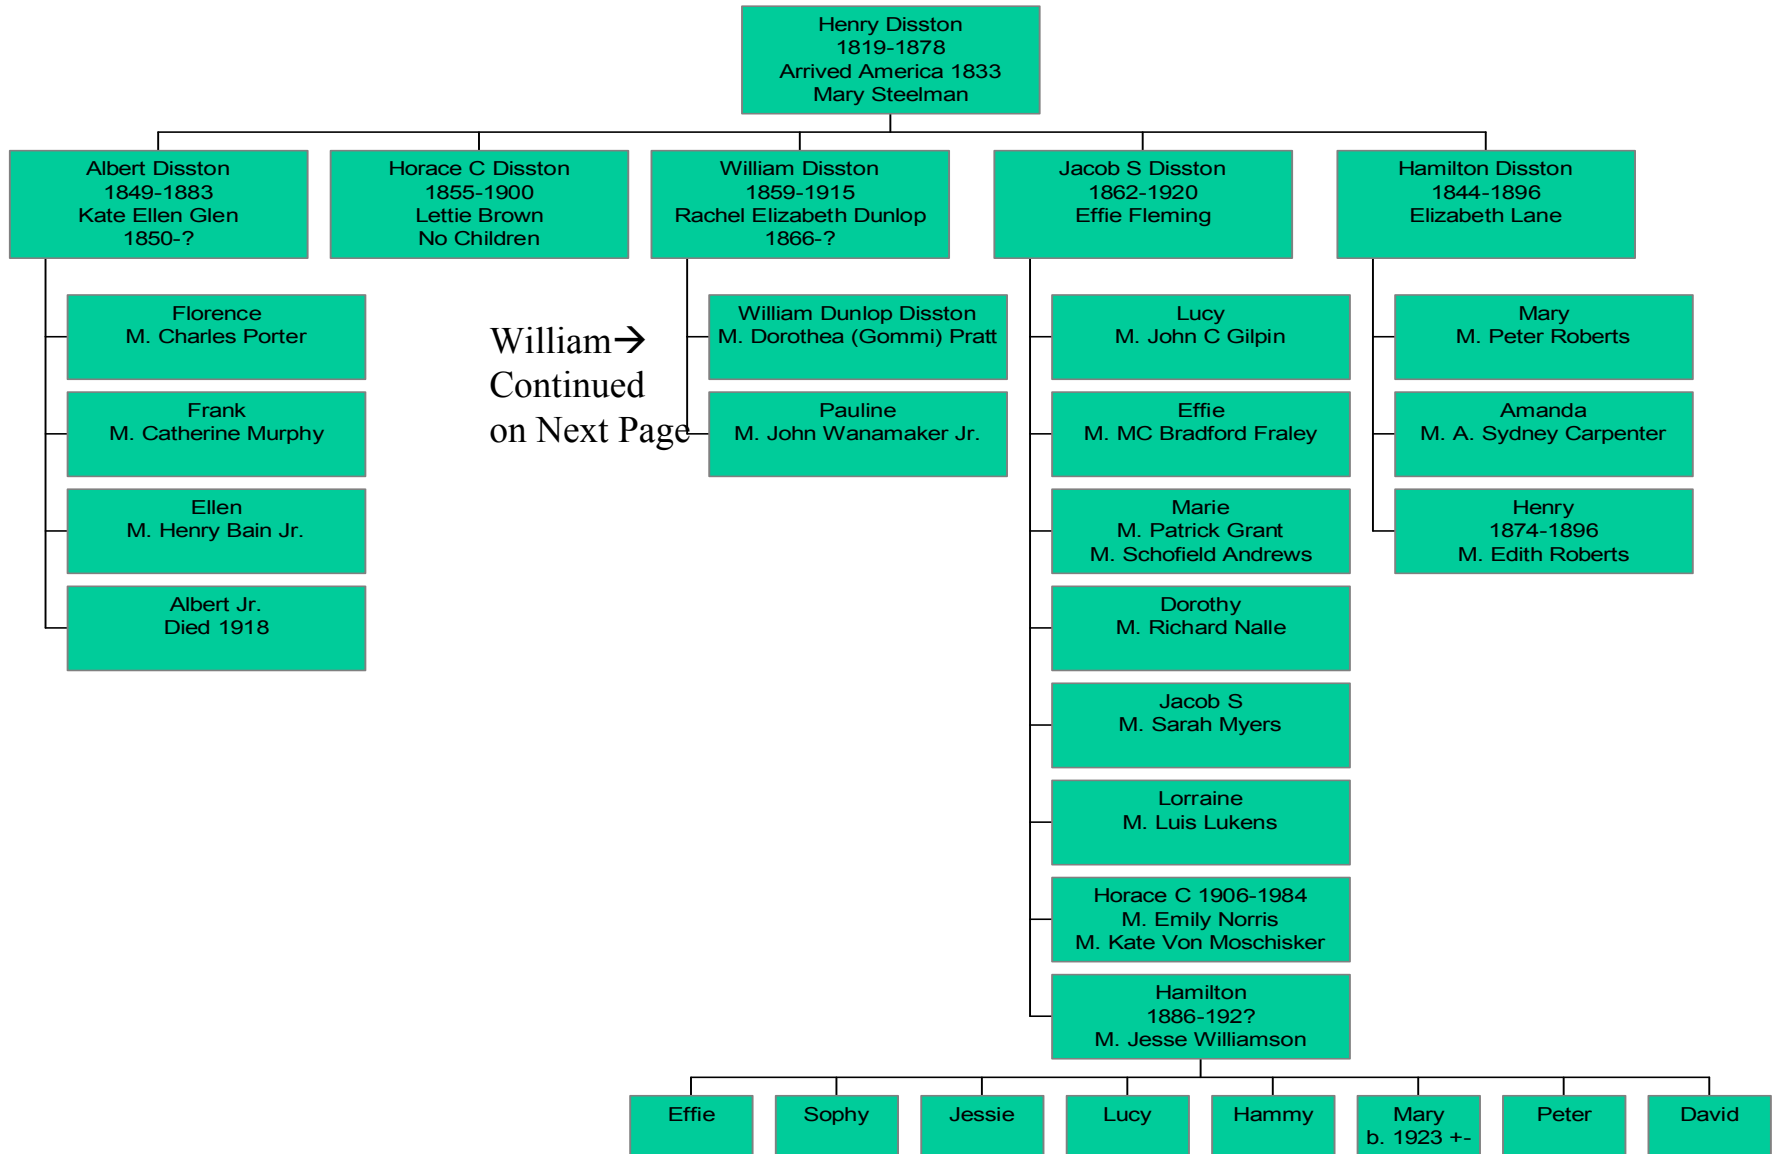 Henry Disston
1819-1878
Arrived America 1833
Mary Steelman
Albert Disston
1849-1883
Kate Ellen Glen
1850-?
Horace C Disston
1855-1900
Lettie Brown
No Children
William Disston
1859-1915
Rachel Elizabeth Dunlop
1866-?
Jacob S Disston
1862-1920
Effie Fleming
Hamilton Disston
1844-1896
Elizabeth Lane
Florence
M. Charles Porter
Frank
M. Catherine Murphy
Ellen
M. Henry Bain Jr.
Albert Jr.
Died 1918
William→
Continued
on Next Page
William Dunlop Disston
M. Dorothea (Gommi) Pratt
Pauline
M. John Wanamaker Jr.
Lucy
M. John C Gilpin
Effie
M. MC Bradford Fraley
Marie
M. Patrick Grant
M. Schofield Andrews
Dorothy
M. Richard Nalle
Jacob S
M. Sarah Myers
Lorraine
M. Luis Lukens
Horace C 1906-1984
M. Emily Norris
M. Kate Von Moschisker
Hamilton
1886-192?
M. Jesse Williamson
Mary
M. Peter Roberts
Amanda
M. A. Sydney Carpenter
Henry
1874-1896
M. Edith Roberts
Effie
Sophy
Jessie
Lucy
Hammy
Mary
b. 1923 +-
Peter
David